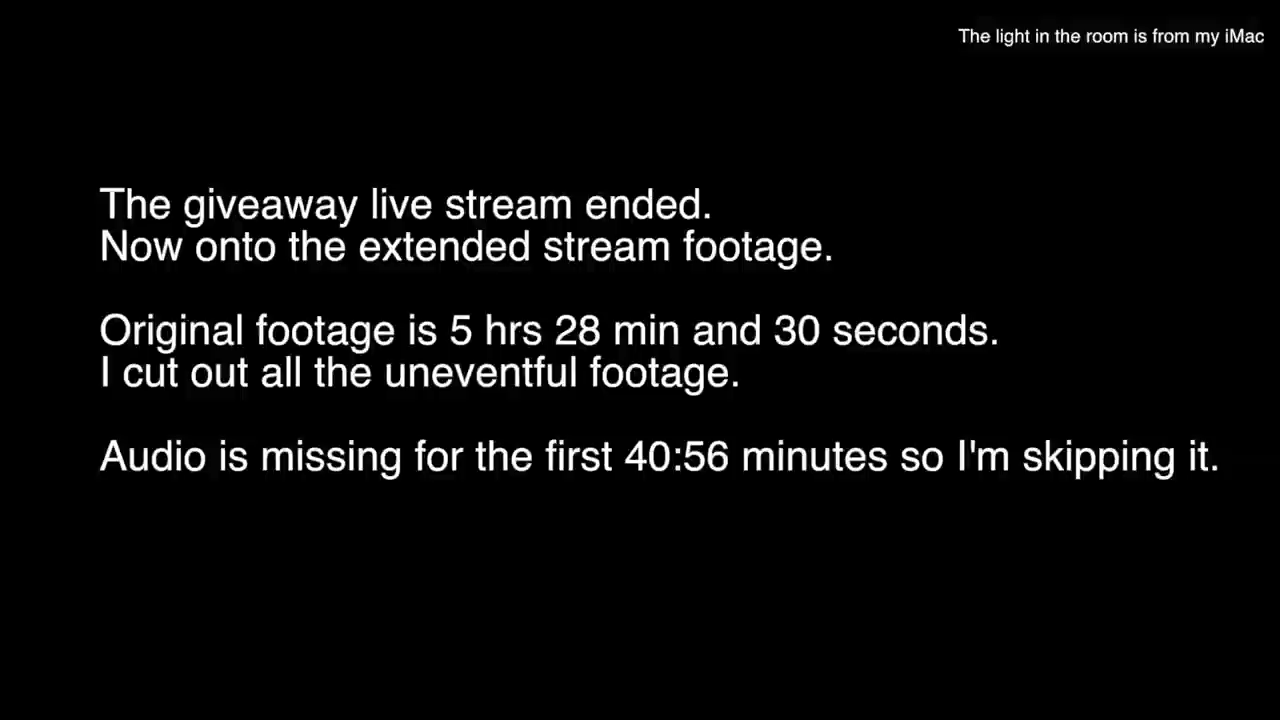 The light in the room is from my iMac
The giveaway live stream ended.
Now onto the extended stream footage.
Original footage is 5 hrs 28 min and 30 seconds.
I cut out all the uneventful footage.
Audio is missing for the first 40:56 minutes so I'm skipping it.